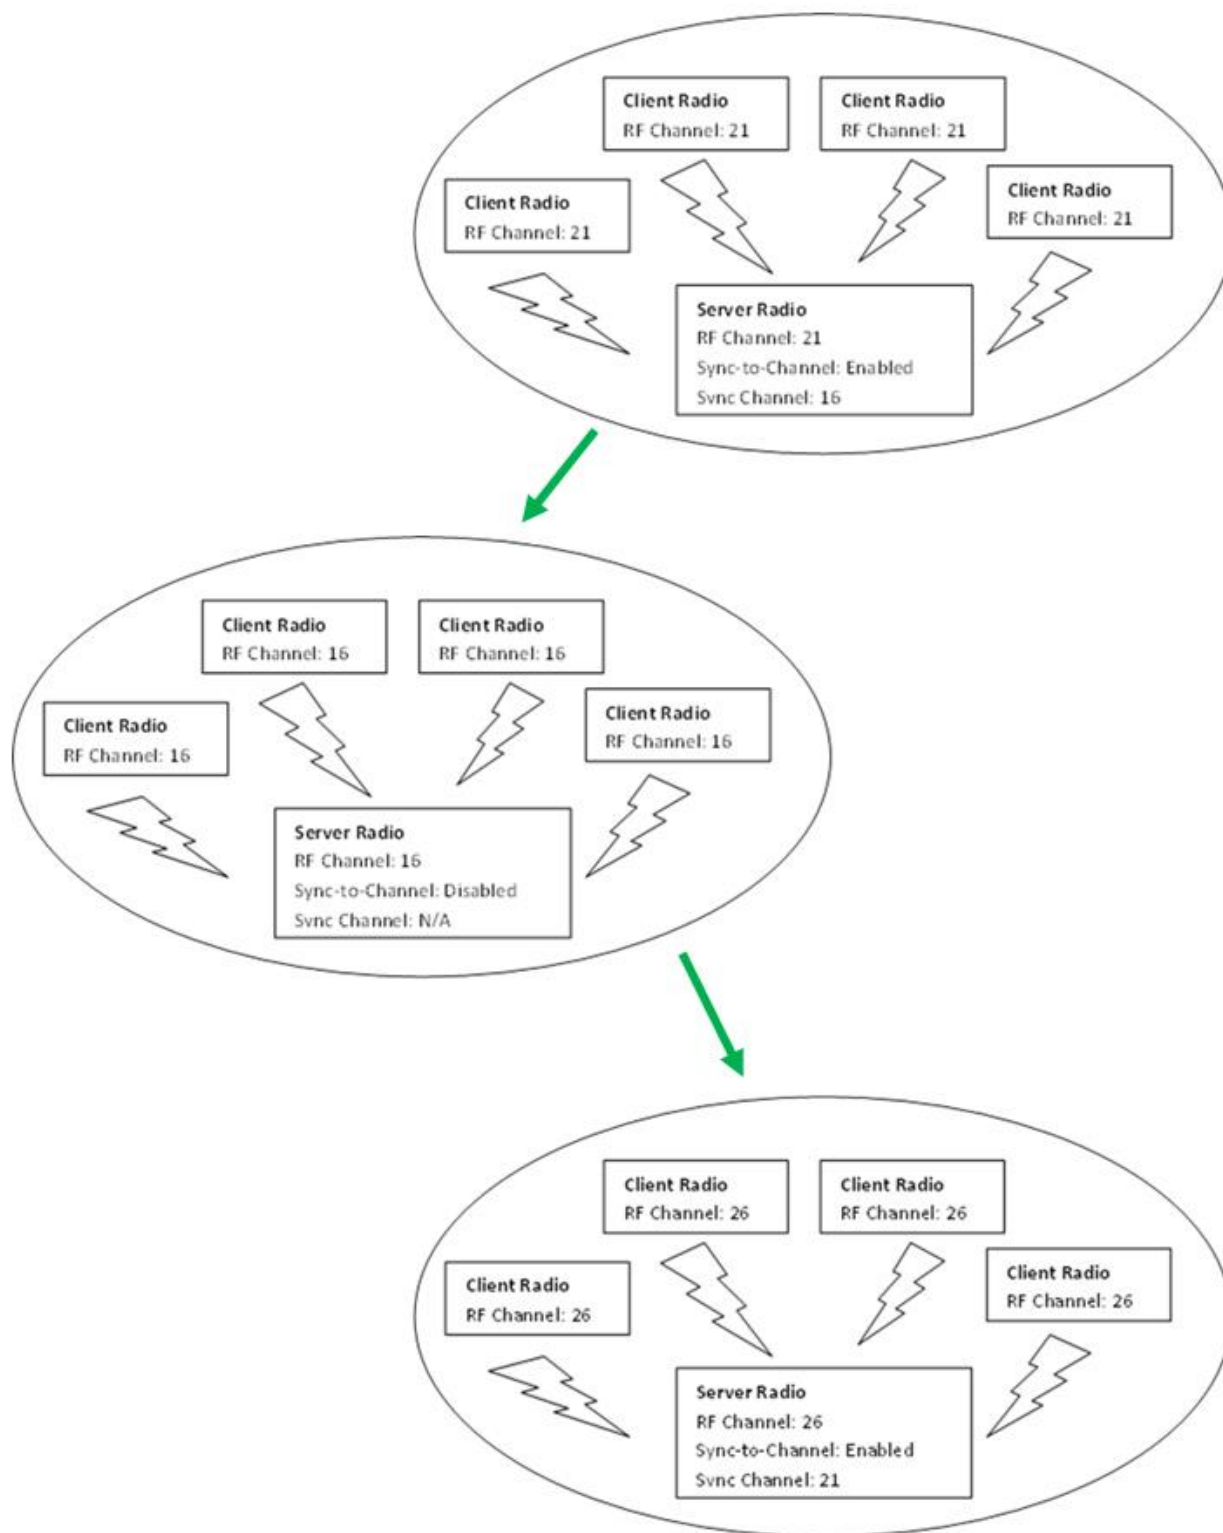 Client Radio
RF Channel: 21
Client Radio
RF Channel: 21
Client Radio
RF Channel: 21
Client Radio
RF Channel: 21
Server Radio
RF Channel: 21
Sync-to-Channel: Enabled
Sync Channel: 16
Client Radio
RF Channel: 16
Client Radio
RF Channel: 16
Client Radio
RF Channel: 16
Client Radio
RF Channel: 16
Server Radio
RF Channel: 16
Sync-to-Channel: Disabled
Sync Channel: N/A
Client Radio
RF Channel: 26
Client Radio
RF Channel: 26
Client Radio
RF Channel: 26
Client Radio
RF Channel: 26
Server Radio
RF Channel: 26
Sync-to-Channel: Enabled
Sync Channel: 21